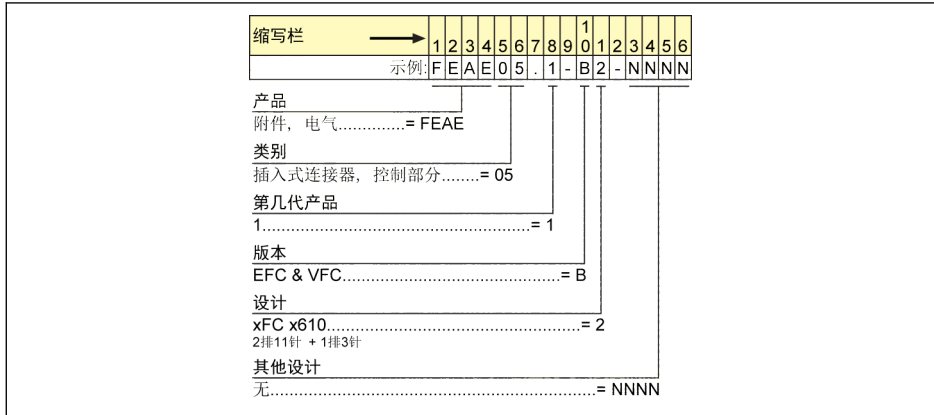 缩写栏 1 2 3 4 5 6 7 8 9 10 1 2 3 4 5 6
示例: F E A E 0 5 . 1 - B 2 - N N N N
产品
附件, 电气..............= FEAE
类别
插入式连接器, 控制部分........= 05
第几代产品
1......................................................= 1
版本
EFC & VFC............................................= B
设计
xFC x610....................................................= 2
2排11针 + 1排3针
其他设计
无....................................................................= NNNN